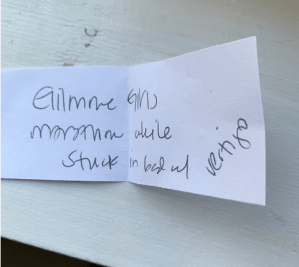 Gilmore Girls
marathon while
stuck in bed w/
vertigo